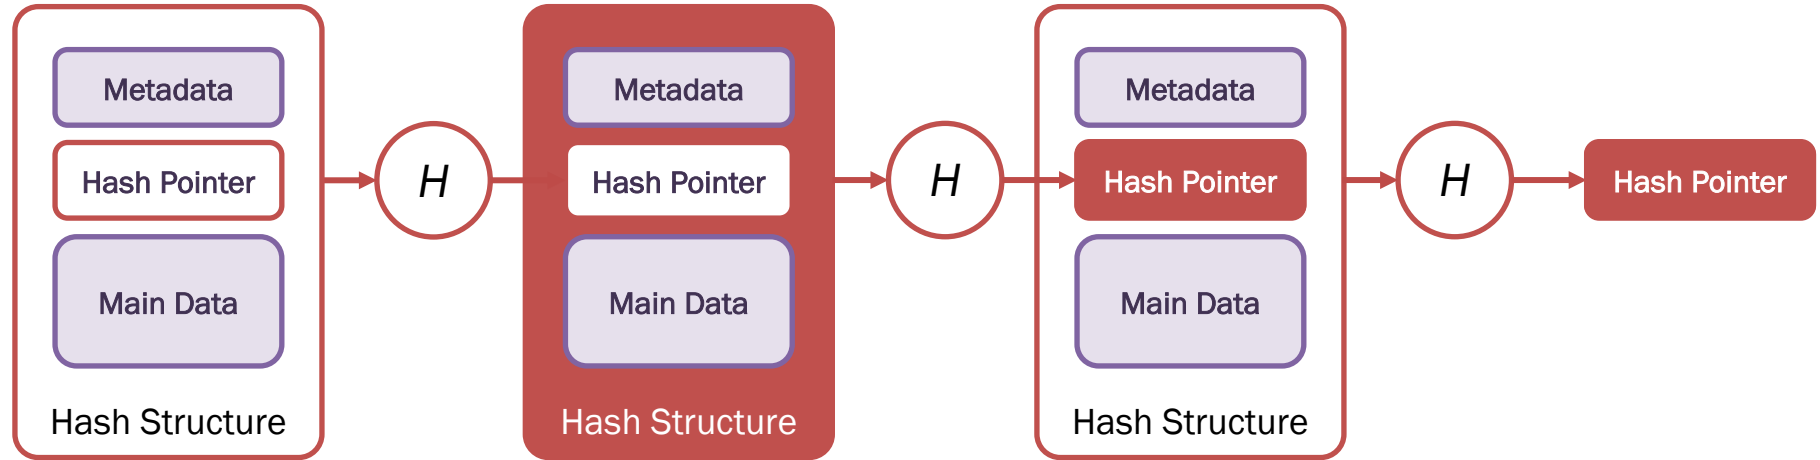 Metadata
Hash Pointer
Main Data
Hash Structure
H
Metadata
Hash Pointer
Main Data
Hash Structure
H
Metadata
Hash Pointer
Main Data
Hash Structure
H
Hash Pointer